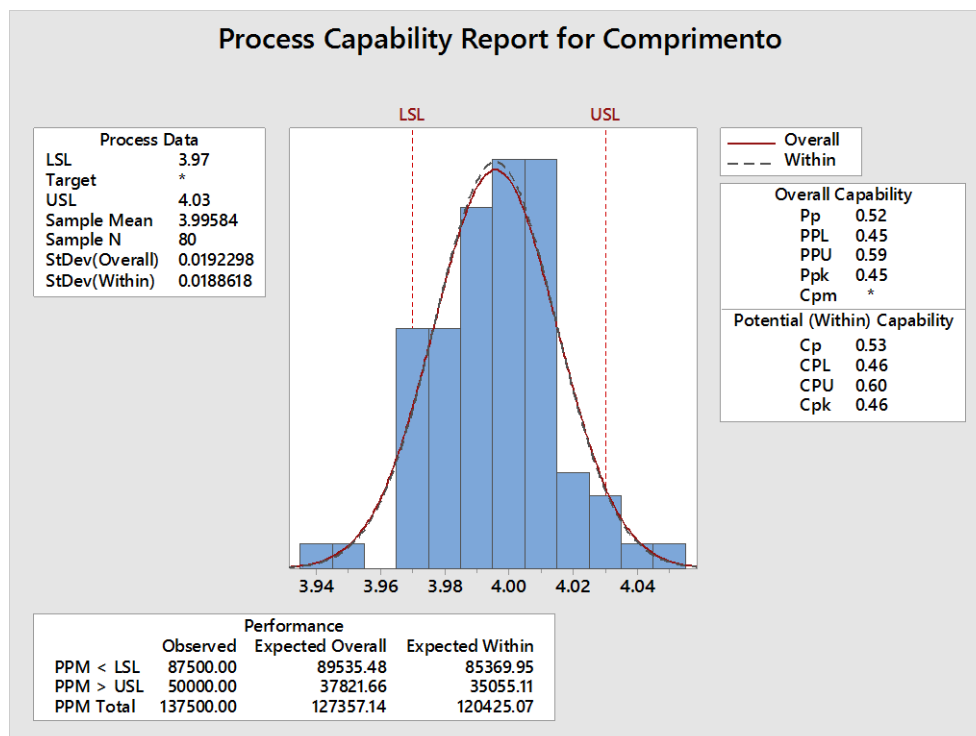 Process Capability Report for Comprimento
LSL USL
Process Data
LSL 3.97
Target *
USL 4.03
Sample Mean 3.99584
Sample N 80
StDev(Overall) 0.0192298
StDev(Within) 0.0188618
Overall
Within
Overall Capability
Pp 0.52
PPL 0.45
PPU 0.59
Ppk 0.45
Cpm *
Potential (Within) Capability
Cp 0.53
CPL 0.46
CPU 0.60
Cpk 0.46
3.94 3.96 3.98 4.00 4.02 4.04
Performance
Observed Expected Overall Expected Within
PPM < LSL 87500.00 89535.48 85369.95
PPM > USL 50000.00 37821.66 35055.11
PPM Total 137500.00 127357.14 120425.07